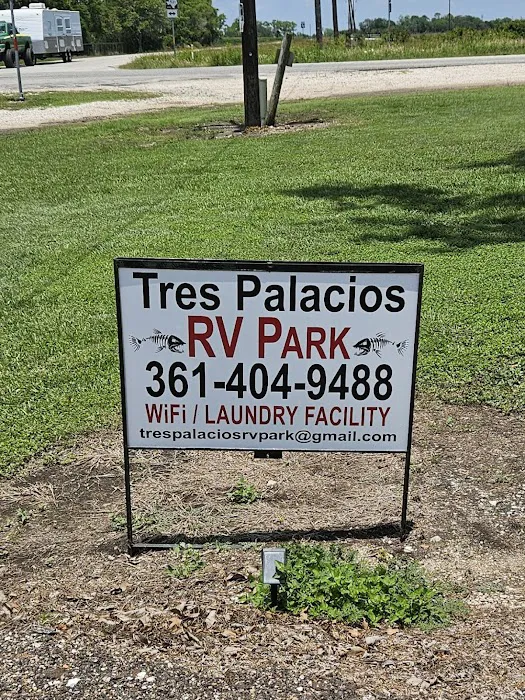 Tres Palacios
RV PARK
361-404-9488
WiFi / LAUNDRY FACILITY
trespalaciosrvpark@gmail.com